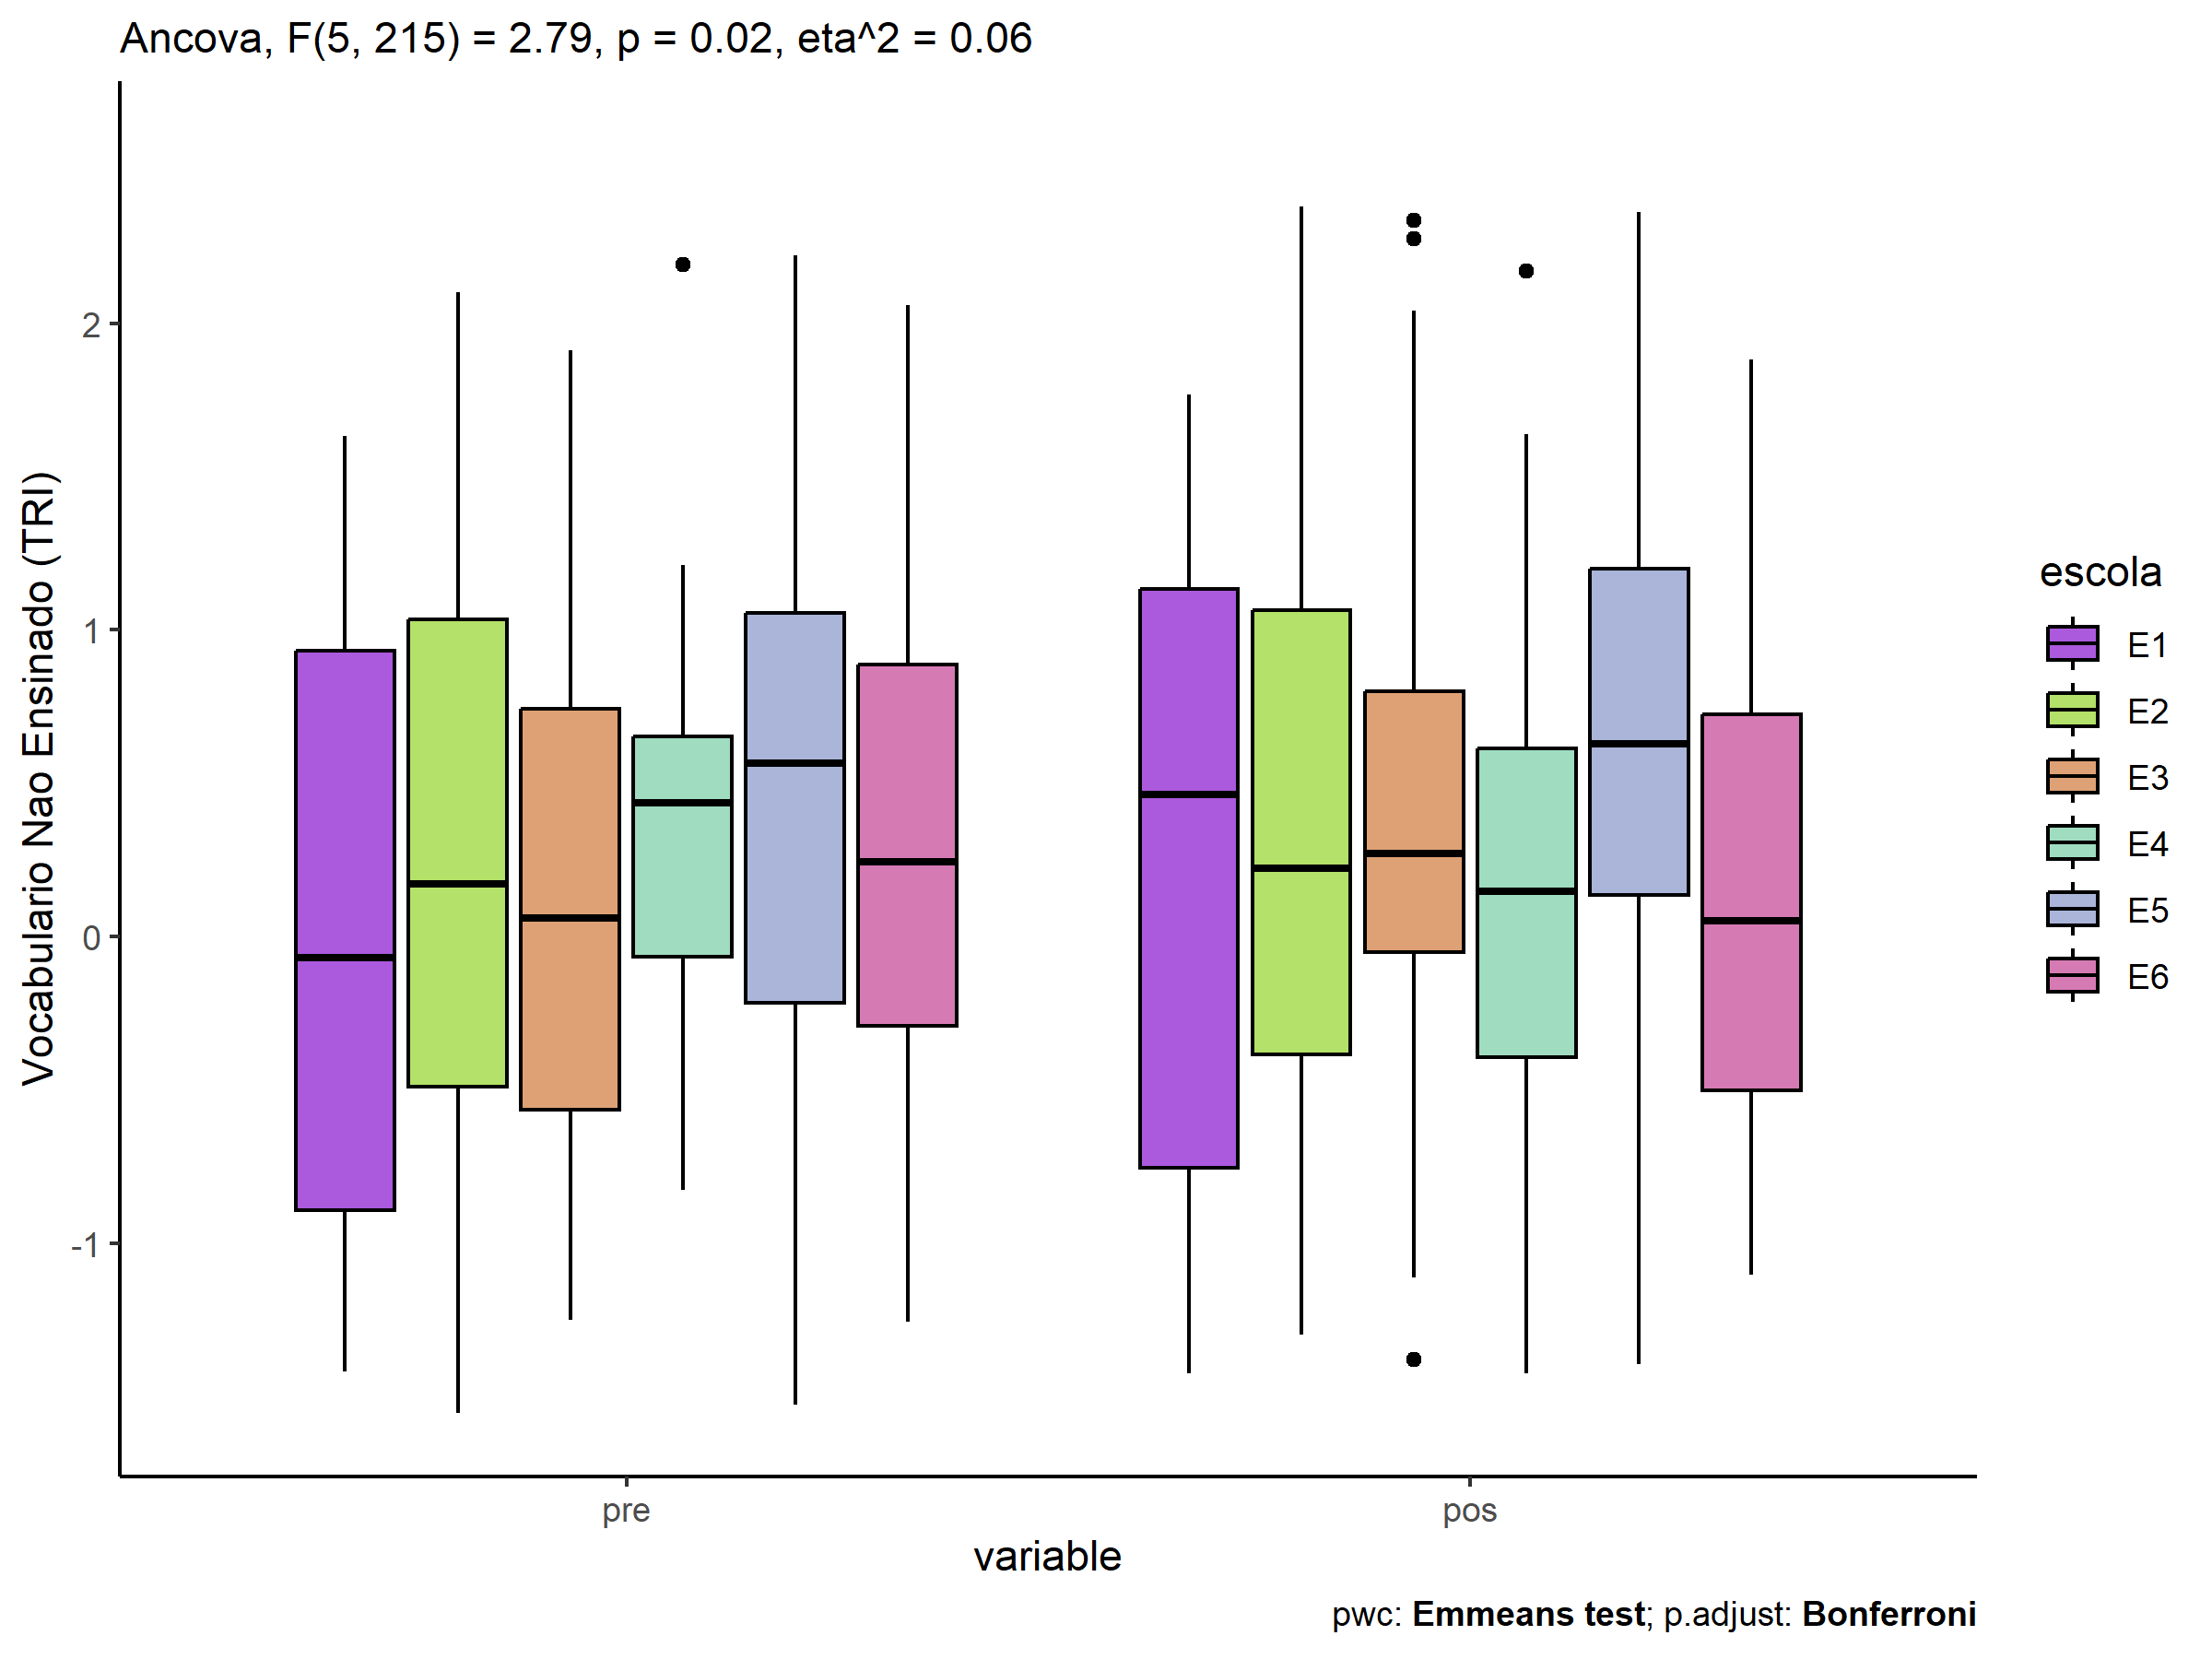 Ancova, F(5, 215) = 2.79, p = 0.02, eta^2 = 0.06
Vocabulario Nao Ensinado (TRI)
2
1
0
-1
pre
pos
variable
escola
E1
E2
E3
E4
E5
E6
pwc: Emmeans test; p.adjust: Bonferroni